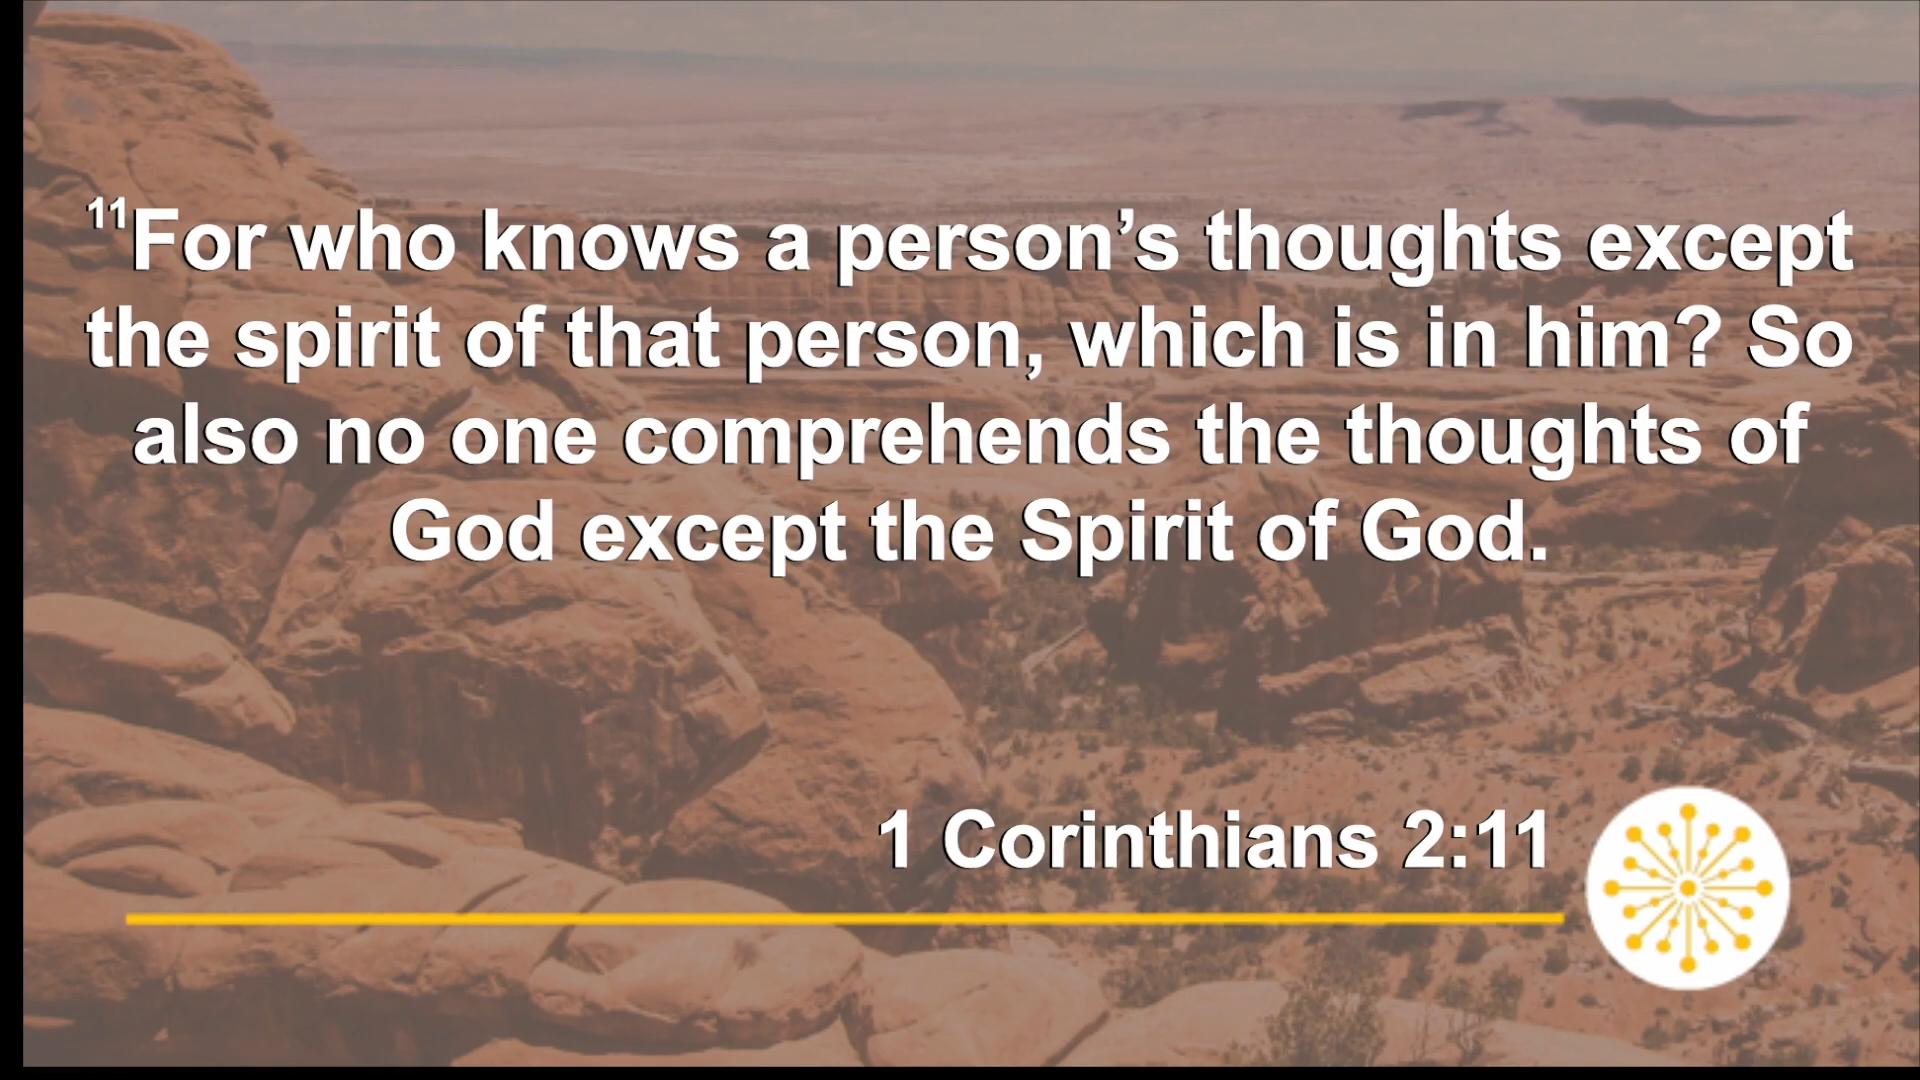 ¹¹For who knows a person’s thoughts except
the spirit of that person, which is in him? So
also no one comprehends the thoughts of
God except the Spirit of God.
1 Corinthians 2:11